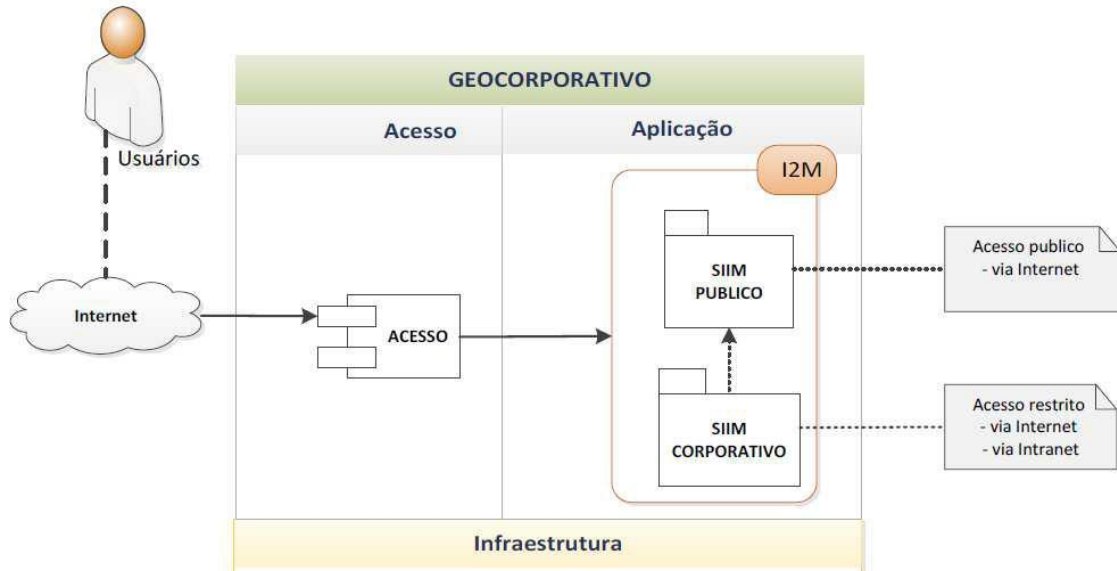 GEOCORPORATIVO
Acesso
Aplicação
Usuários
I2M
Internet
ACESSO
SIIM
PUBLICO
Acesso publico
- via Internet
SIIM
CORPORATIVO
Acesso restrito
- via Internet
- via Intranet
Infraestrutura